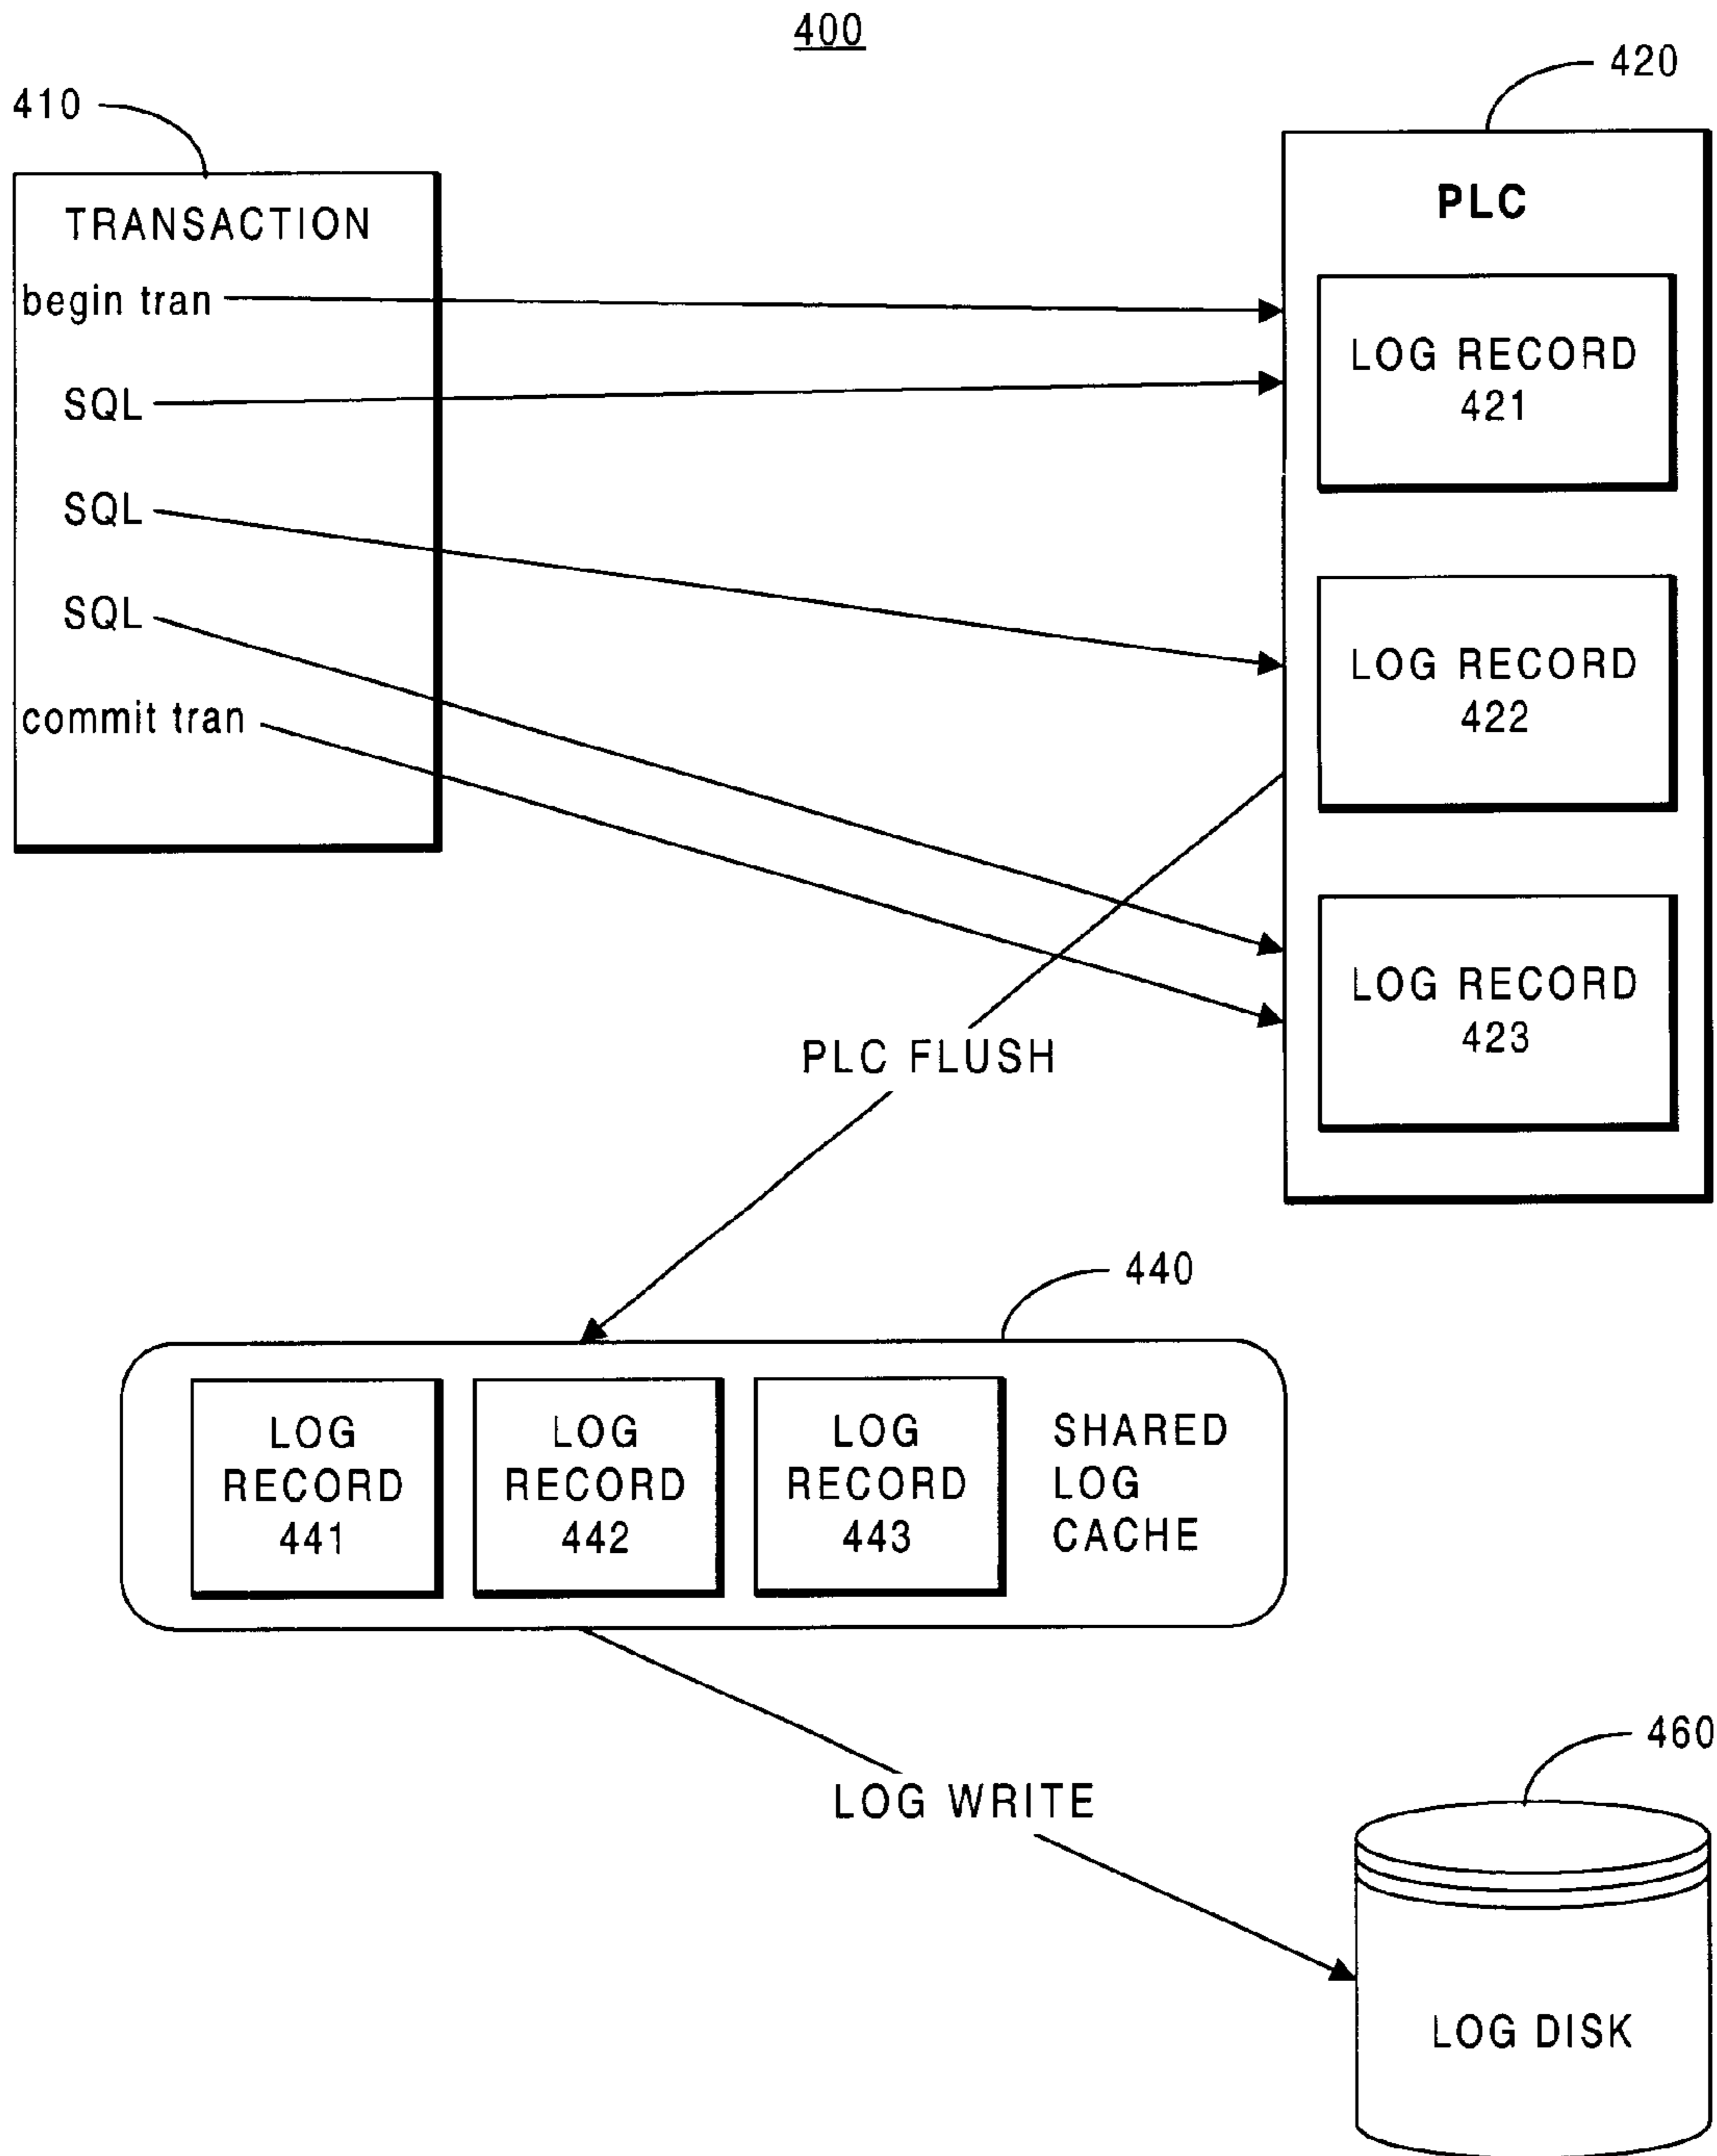 400
410
420
TRANSACTION
begin tran
SQL
SQL
SQL
commit tran
PLC
LOG RECORD
421
LOG RECORD
422
LOG RECORD
423
PLC FLUSH
440
LOG
RECORD
441
LOG
RECORD
442
LOG
RECORD
443
SHARED
LOG
CACHE
LOG WRITE
460
LOG DISK